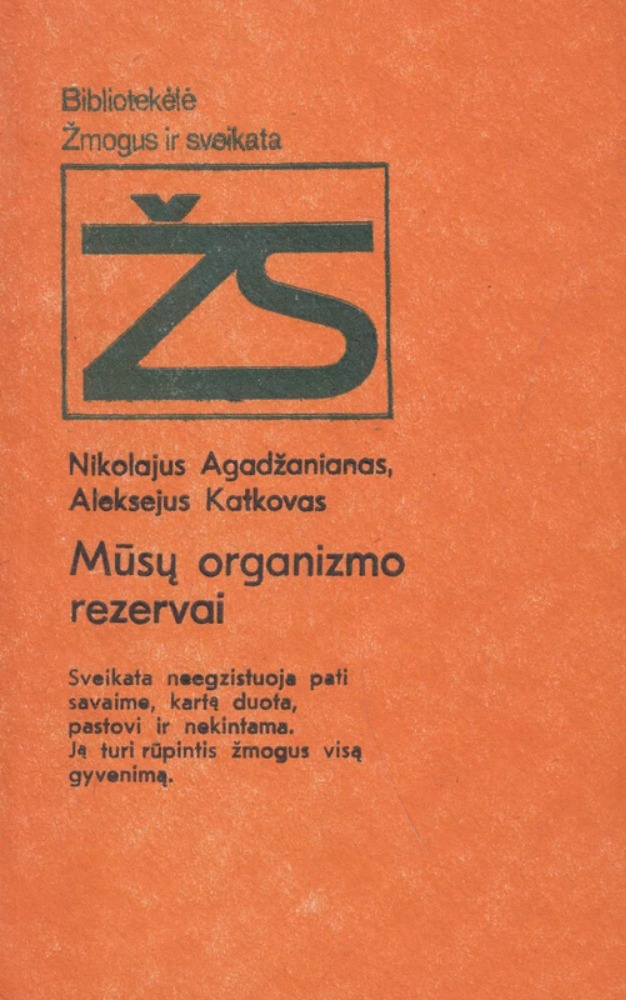 Bibliotekėlė
Žmogus ir sveikata
ŽS
Nikolajus Agadžanianas,
Aleksejus Katkovas
Mūsų organizmo
rezervai
Sveikata neegzistuoja pati
savaime, kartą duota,
pastovi ir nekintama.
Ją turi rūpintis žmogus visą
gyvenimą.